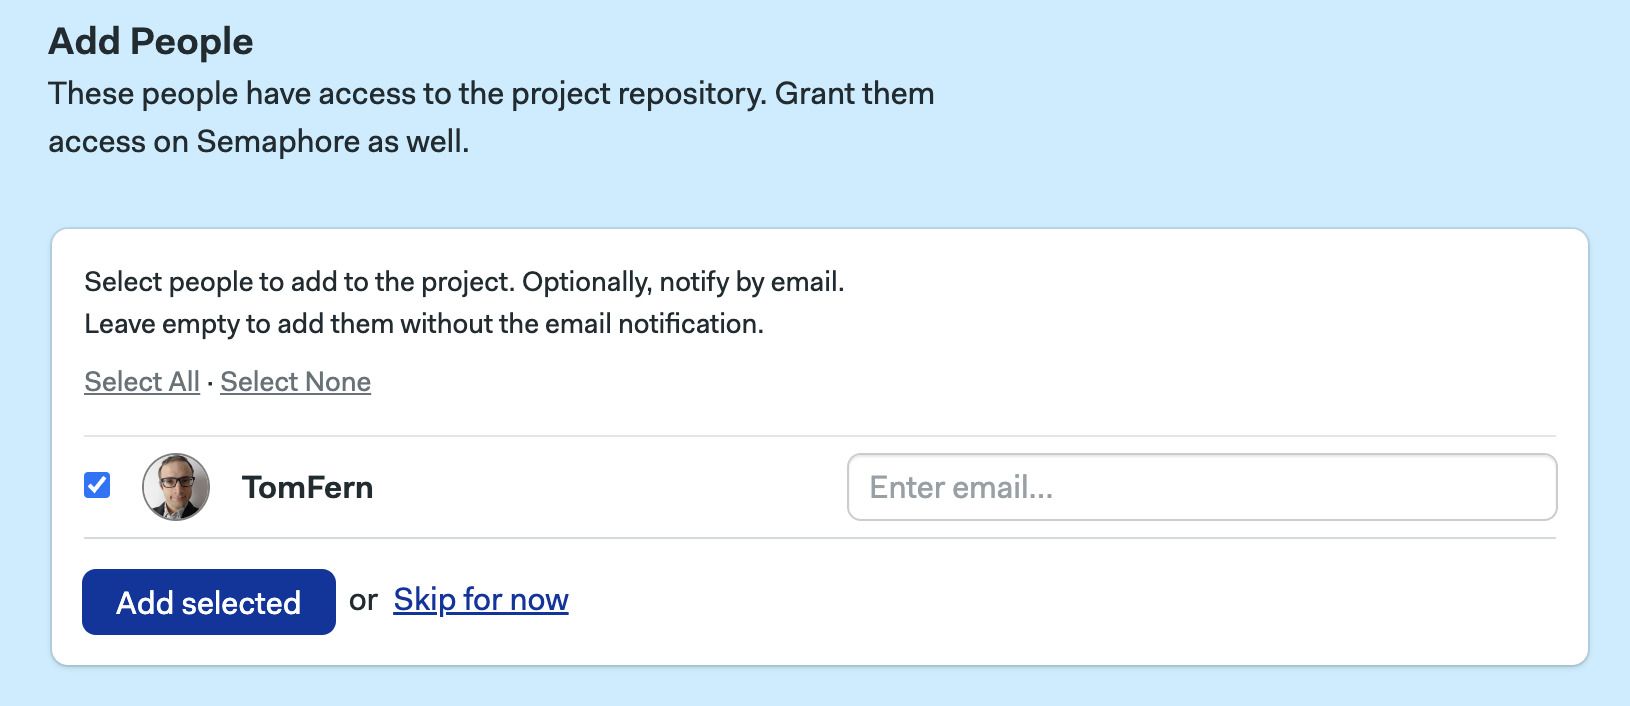 Add People
These people have access to the project repository. Grant them
access on Semaphore as well.
Select people to add to the project. Optionally, notify by email.
Leave empty to add them without the email notification.
Select All · Select None
TomFern
Enter email...
Add selected or Skip for now